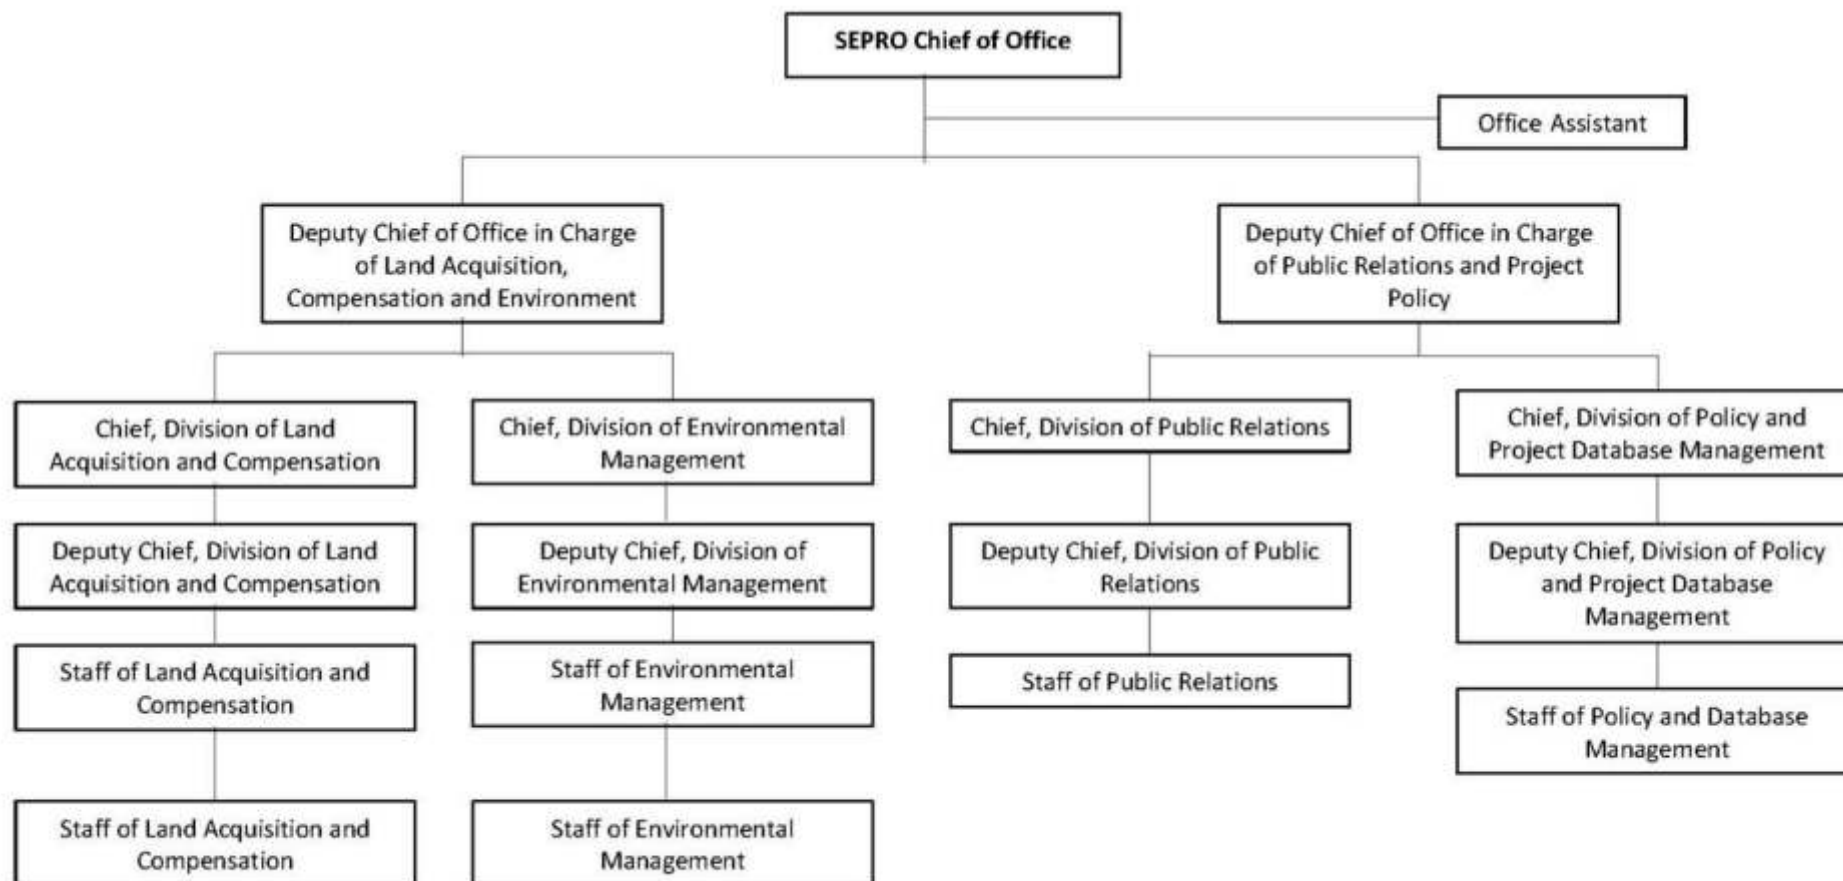 SEPRO Chief of Office
Office Assistant
Deputy Chief of Office in Charge
of Land Acquisition,
Compensation and Environment
Deputy Chief of Office in Charge
of Public Relations and Project
Policy
Chief, Division of Land
Acquisition and Compensation
Chief, Division of Environmental
Management
Chief, Division of Public Relations
Chief, Division of Policy and
Project Database Management
Deputy Chief, Division of Land
Acquisition and Compensation
Deputy Chief, Division of
Environmental Management
Deputy Chief, Division of Public
Relations
Deputy Chief, Division of Policy
and Project Database
Management
Staff of Land Acquisition and
Compensation
Staff of Environmental
Management
Staff of Public Relations
Staff of Policy and Database
Management
Staff of Land Acquisition and
Compensation
Staff of Environmental
Management